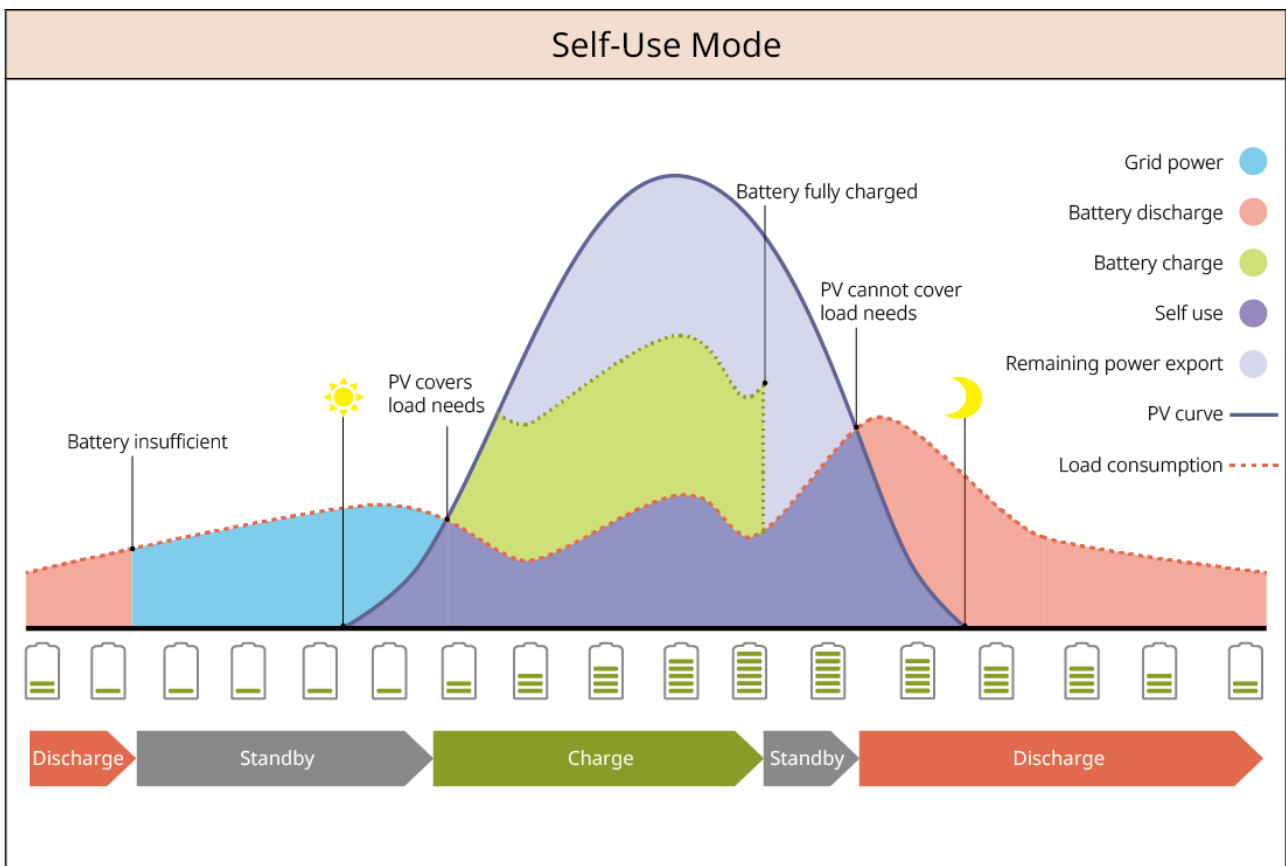 Self-Use Mode
Grid power
Battery discharge
Battery charge
Self use
Remaining power export
PV curve
Load consumption
Battery fully charged
PV cannot cover
load needs
PV covers
load needs
Battery insufficient
Discharge
Standby
Charge
Standby
Discharge